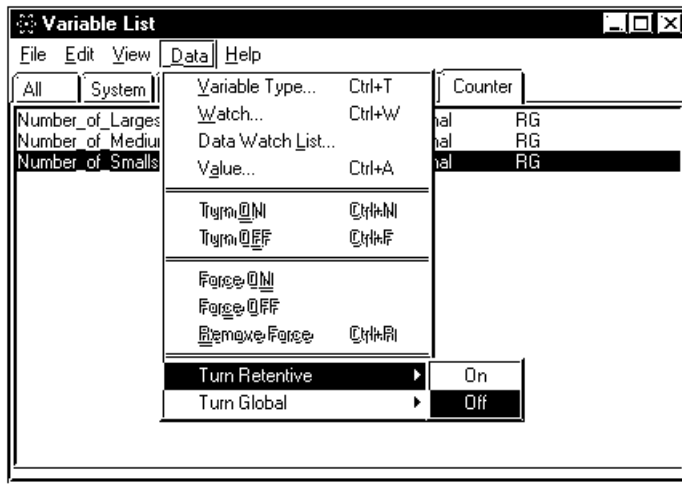 Variable List
File Edit View Data Help
All System Counter
Variable Type... Ctrl+T
Number_of_Larges nal RG
Watch... Ctrl+W
Number_of_Mediu nal RG
Data Watch List...
Number_of_Smalls nal RG
Value... Ctrl+A
Turn ON Ctrl+N
Turn OFF Ctrl+F
Force ON
Force OFF
Remove Force Ctrl+R
Turn Retentive On
Turn Global Off